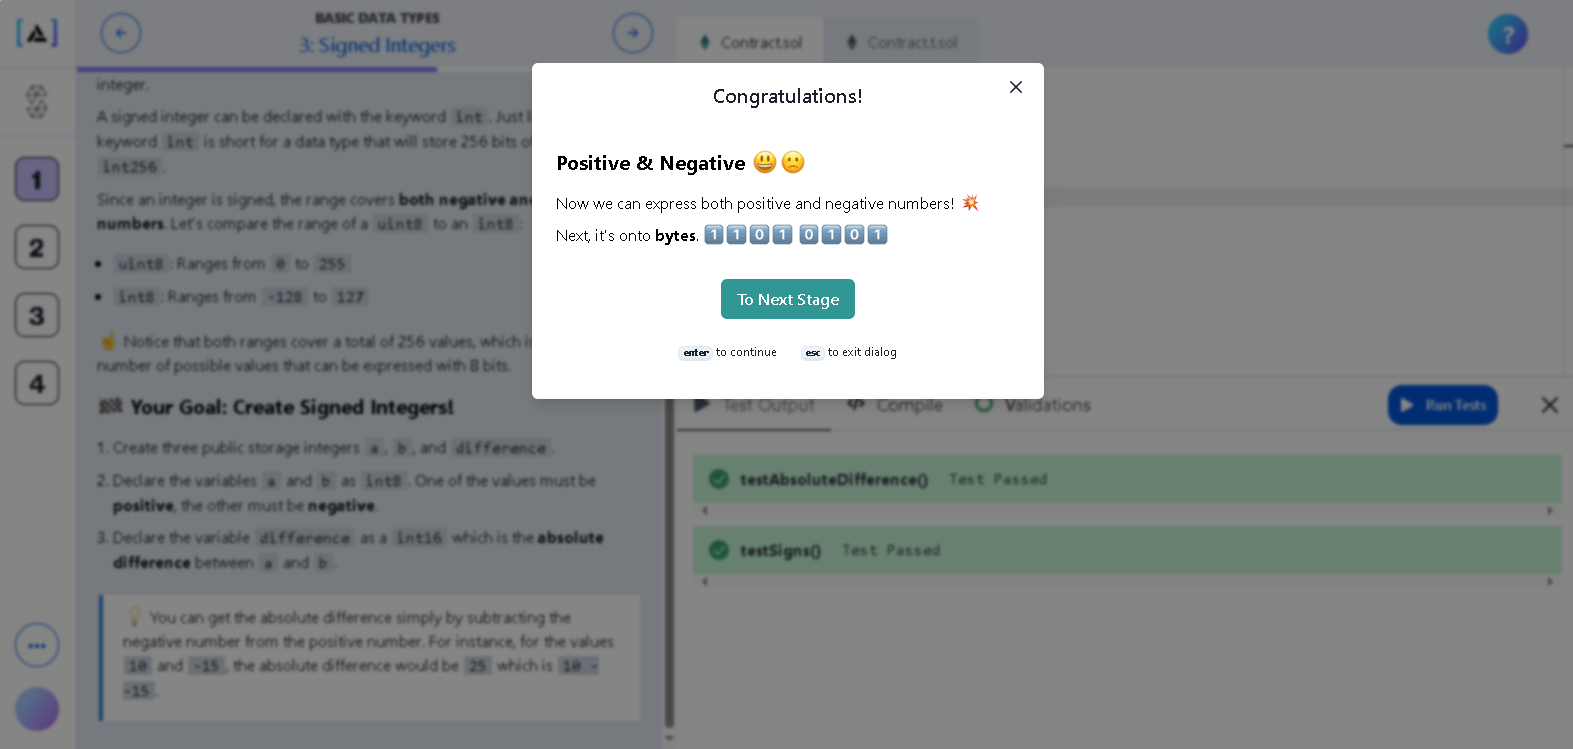 BASIC DATA TYPES
3: Signed Integers
Contract.sol
Contract.t.sol
?
1
2
3
4
integer.
A signed integer can be declared with the keyword int. Just
keyword int is short for a data type that will store 256 bits
int256.
Since an integer is signed, the range covers both negative
numbers. Let's compare the range of a uint8 to an int8:
• uint8: Ranges from 0 to 255
• int8: Ranges from -128 to 127
☝️ Notice that both ranges cover a total of 256 values, which
number of possible values that can be expressed with 8 bits.
🏁 Your Goal: Create Signed Integers!
1. Create three public storage integers a, b, and difference.
2. Declare the variables a and b as int8. One of the values must be
positive, the other must be negative.
3. Declare the variable difference as a int16 which is the absolute
difference between a and b.
💡 You can get the absolute difference simply by subtracting the
negative number from the positive number. For instance, for the values
10 and -15, the absolute difference would be 25 which is 10 -
-15.
Congratulations!
Positive & Negative 😃🙁
Now we can express both positive and negative numbers! 💥
Next, it's onto bytes. 1️⃣1️⃣0️⃣1️⃣ 0️⃣1️⃣0️⃣1️⃣
To Next Stage
enter to continue esc to exit dialog
Test Output
Compile
Validations
Run Tests
testAbsoluteDifference() Test Passed
testSigns() Test Passed